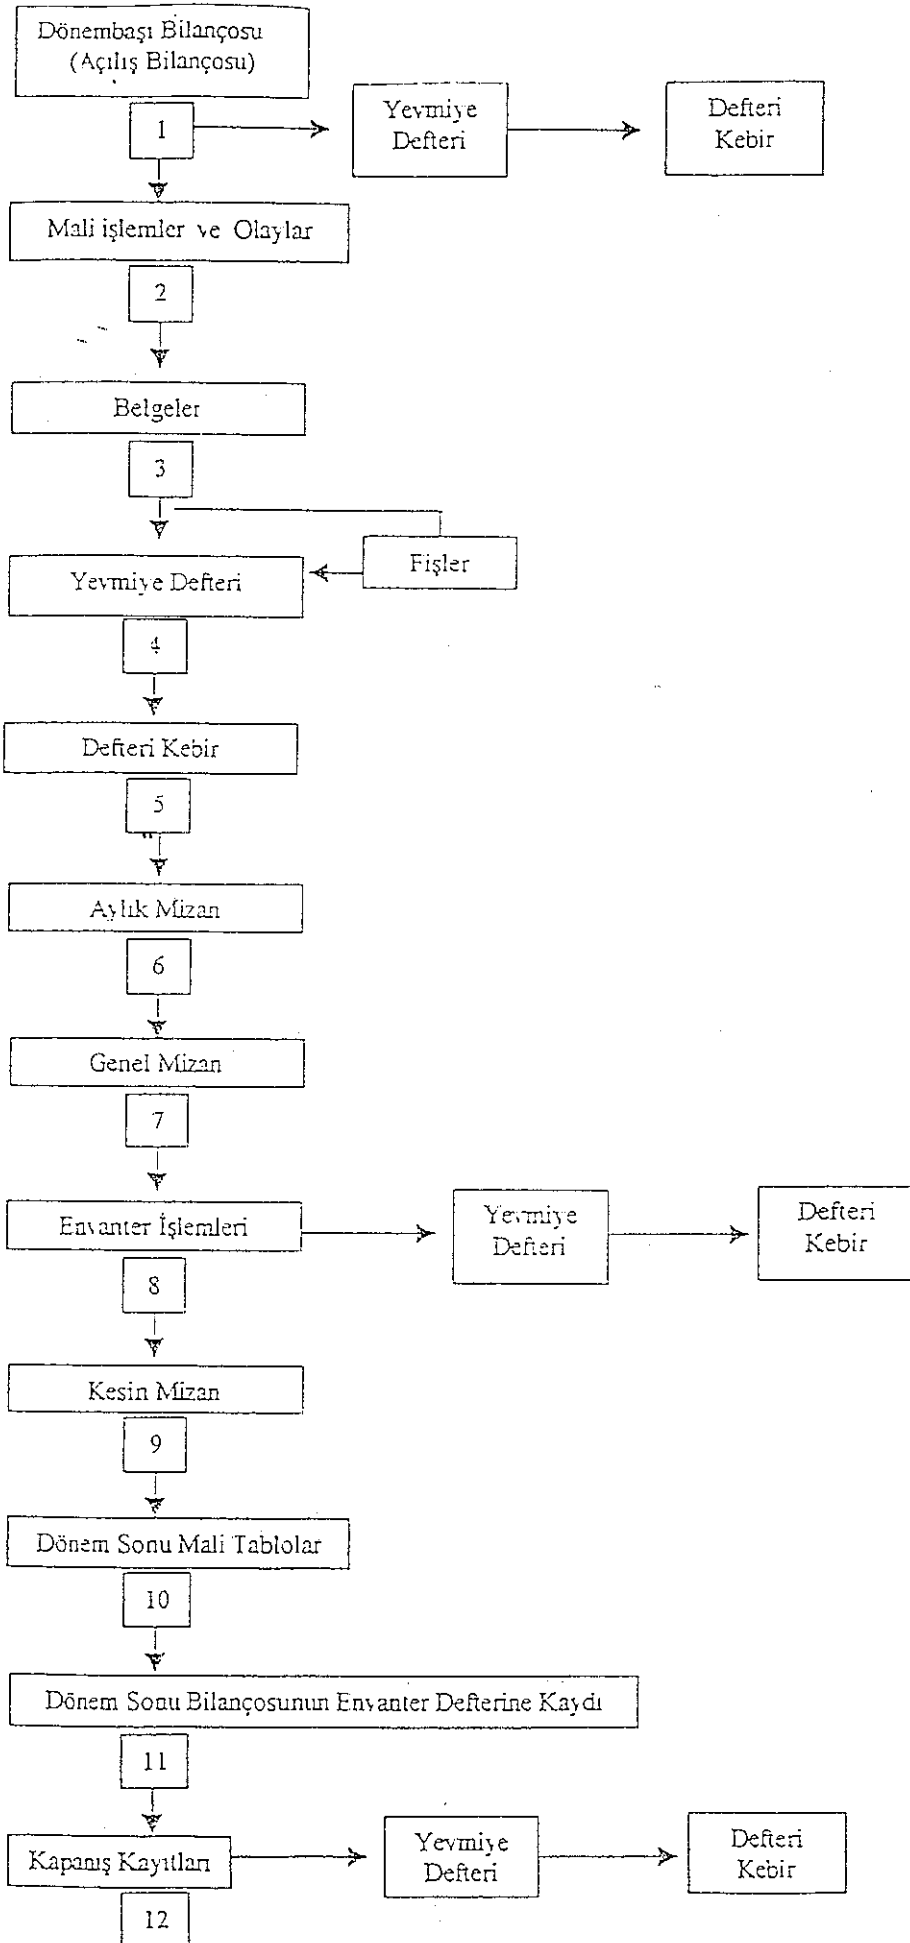 Dönembaşı Bilançosu
(Açılış Bilançosu)
1
Yevmiye
Defteri
Defteri
Kebir
Mali işlemler ve Olaylar
2
Belgeler
3
Fişler
Yevmiye Defteri
4
Defteri Kebir
5
Aylık Mizan
6
Genel Mizan
7
Envanter İşlemleri
Yevmiye
Defteri
Defteri
Kebir
8
Kesin Mizan
9
Dönem Sonu Mali Tablolar
10
Dönem Sonu Bilançosunun Envanter Defterine Kaydı
11
Kapanış Kayıtları
Yevmiye
Defteri
Defteri
Kebir
12